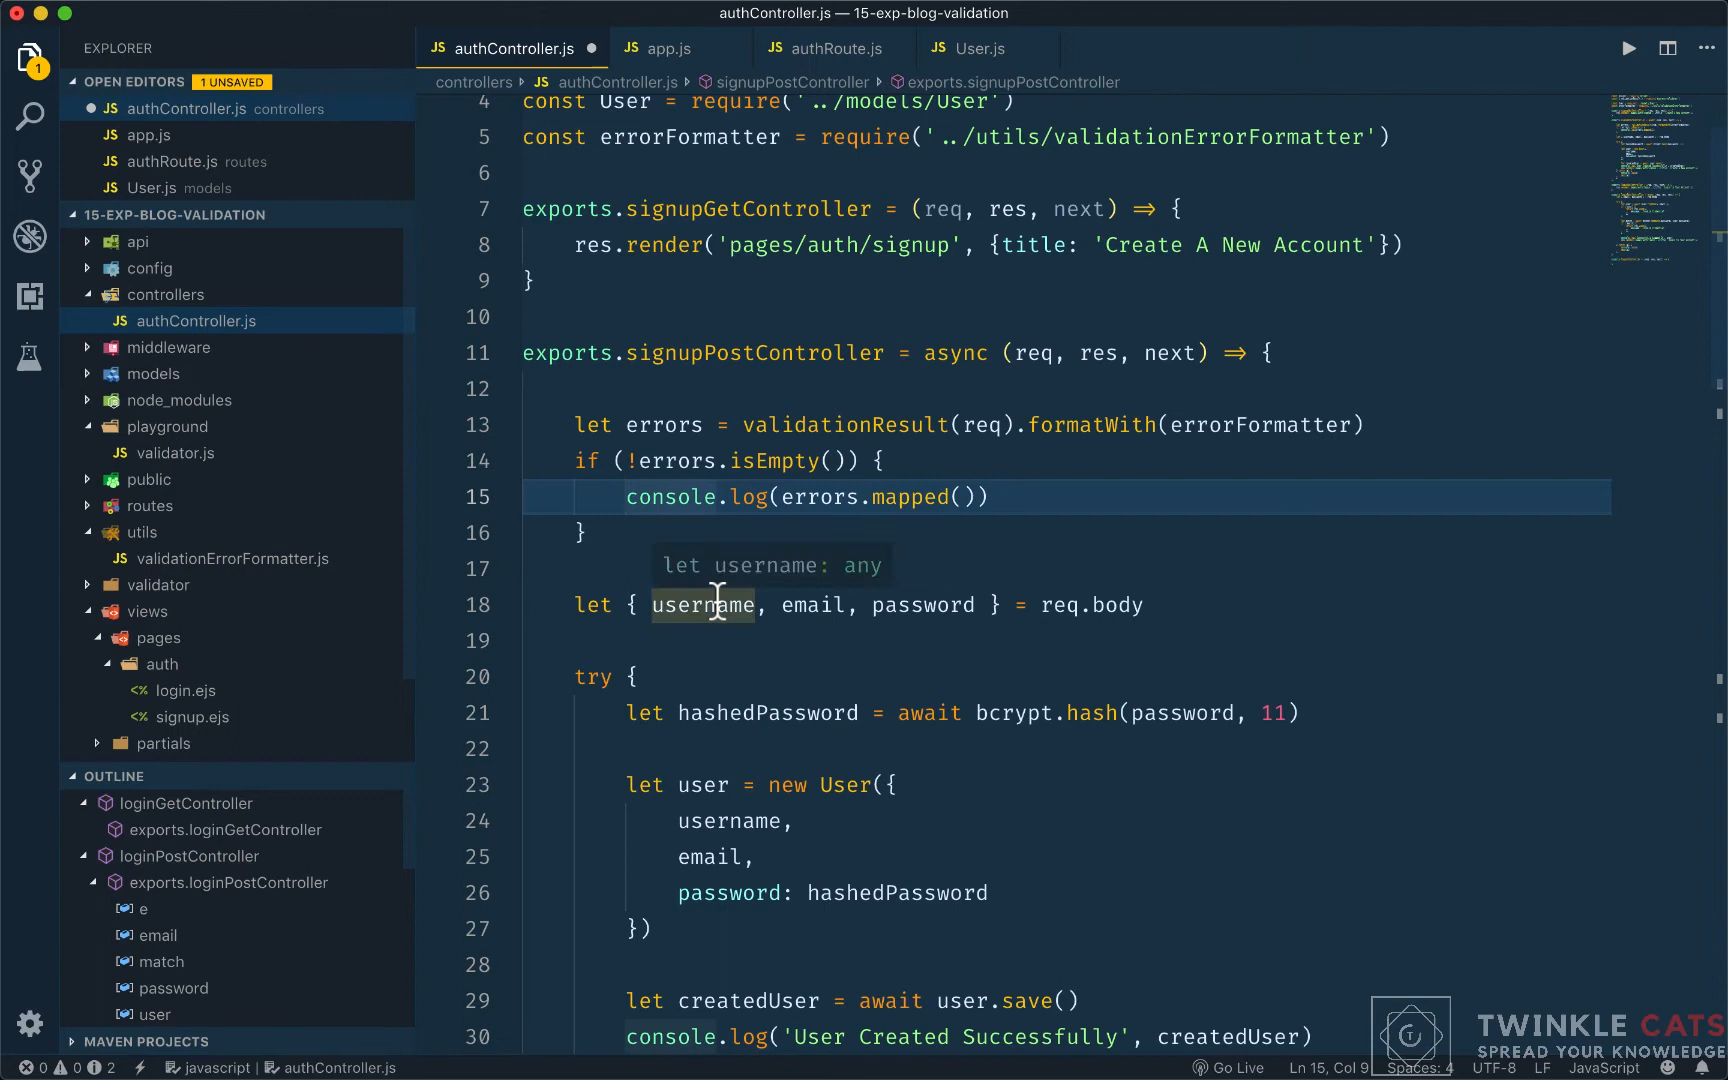 authController.js — 15-exp-blog-validation
EXPLORER
OPEN EDITORS 1 UNSAVED
JS authController.js controllers
JS app.js
JS authRoute.js routes
JS User.js models
15-EXP-BLOG-VALIDATION
api
config
controllers
JS authController.js
middleware
models
node_modules
playground
JS validator.js
public
routes
utils
JS validationErrorFormatter.js
validator
views
pages
auth
<% login.ejs
<% signup.ejs
partials
OUTLINE
loginGetController
exports.loginGetController
loginPostController
exports.loginPostController
e
email
match
password
user
MAVEN PROJECTS
1
JS authController.js JS app.js JS authRoute.js JS User.js
controllers JS authController.js signupPostController exports.signupPostController
4 const User = require('../models/User')
5 const errorFormatter = require('../utils/validationErrorFormatter')
6
7 exports.signupGetController = (req, res, next) => {
8 res.render('pages/auth/signup', {title: 'Create A New Account'})
9 }
10
11 exports.signupPostController = async (req, res, next) => {
12
13 let errors = validationResult(req).formatWith(errorFormatter)
14 if (!errors.isEmpty()) {
15 console.log(errors.mapped())
16 }
17 let username: any
18 let { username, email, password } = req.body
19
20 try {
21 let hashedPassword = await bcrypt.hash(password, 11)
22
23 let user = new User({
24 username,
25 email,
26 password: hashedPassword
27 })
28
29 let createdUser = await user.save()
30 console.log('User Created Successfully', createdUser)
TWINKLE CATS
SPREAD YOUR KNOWLEDGE
0 0 2 javascript | authController.js Go Live Ln 15, Col 9 Spaces: 4 UTF-8 LF JavaScript